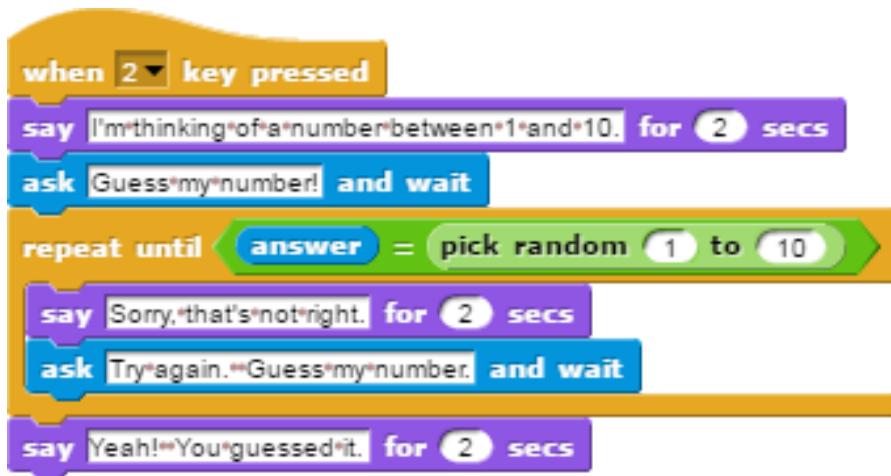 when 2 key pressed
say I'm thinking of a number between 1 and 10. for 2 secs
ask Guess my number! and wait
repeat until answer = pick random 1 to 10
say Sorry, that's not right. for 2 secs
ask Try again.  Guess my number. and wait
say Yeah!  You guessed it. for 2 secs